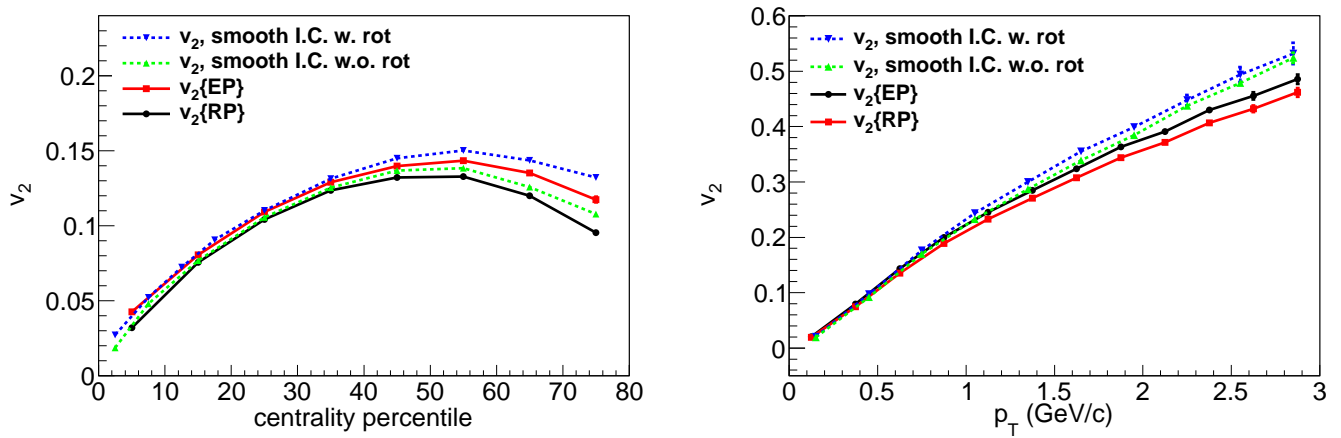 v2, smooth I.C. w. rot
v2, smooth I.C. w.o. rot
v2{EP}
v2{RP}
0.2
0.15
0.1
0.05
0
v2
0 10 20 30 40 50 60 70 80
centrality percentile
0.6
v2, smooth I.C. w. rot
v2, smooth I.C. w.o. rot
v2{EP}
v2{RP}
0.5
0.4
0.3
0.2
0.1
0
v2
0 0.5 1 1.5 2 2.5 3
pT (GeV/c)